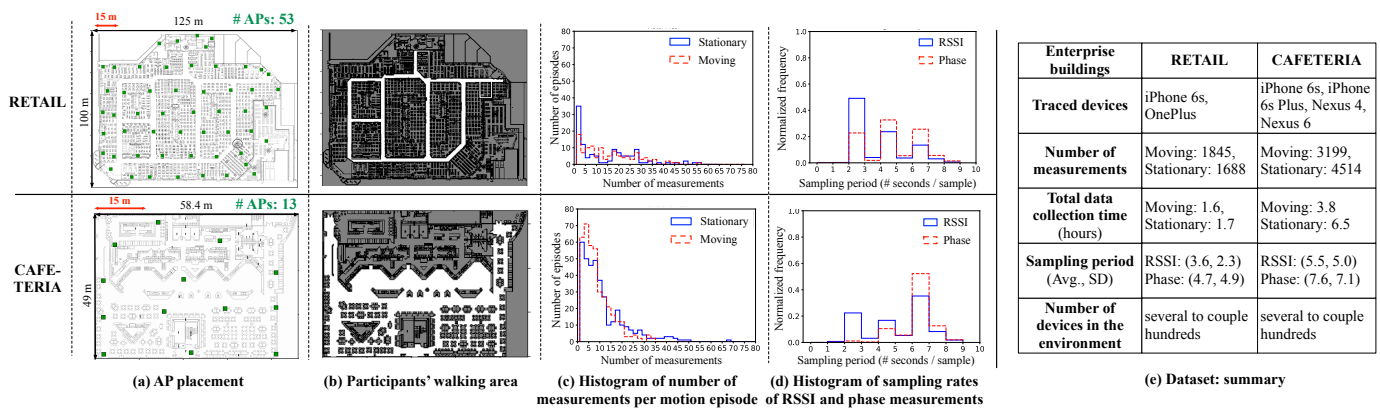 15 m
125 m
# APs: 53
RETAIL
100 m
80
70
60
50
40
30
20
10
0
Number of episodes
Stationary
Moving
0 5 10 15 20 25 30 35 40 45 50 55 60 65 70 75 80
Number of measurements
1.0
0.8
0.6
0.4
0.2
0.0
Normalized frequency
RSSI
Phase
0 1 2 3 4 5 6 7 8 9 10
Sampling period (# seconds / sample)
15 m
58.4 m
# APs: 13
CAFE-
TERIA
49 m
80
70
60
50
40
30
20
10
0
Number of episodes
Stationary
Moving
0 5 10 15 20 25 30 35 40 45 50 55 60 65 70 75 80
Number of measurements
1.0
0.8
0.6
0.4
0.2
0.0
Normalized frequency
RSSI
Phase
0 1 2 3 4 5 6 7 8 9 10
Sampling period (# seconds / sample)
(a) AP placement
(b) Participants' walking area
(c) Histogram of number of
measurements per motion episode
(d) Histogram of sampling rates
of RSSI and phase measurements
Enterprise
buildings
RETAIL
CAFETERIA
Traced devices
iPhone 6s,
OnePlus
iPhone 6s, iPhone
6s Plus, Nexus 4,
Nexus 6
Number of
measurements
Moving: 1845,
Stationary: 1688
Moving: 3199,
Stationary: 4514
Total data
collection time
(hours)
Moving: 1.6,
Stationary: 1.7
Moving: 3.8
Stationary: 6.5
Sampling period
(Avg., SD)
RSSI: (3.6, 2.3)
Phase: (4.7, 4.9)
RSSI: (5.5, 5.0)
Phase: (7.6, 7.1)
Number of
devices in the
environment
several to couple
hundreds
several to couple
hundreds
(e) Dataset: summary